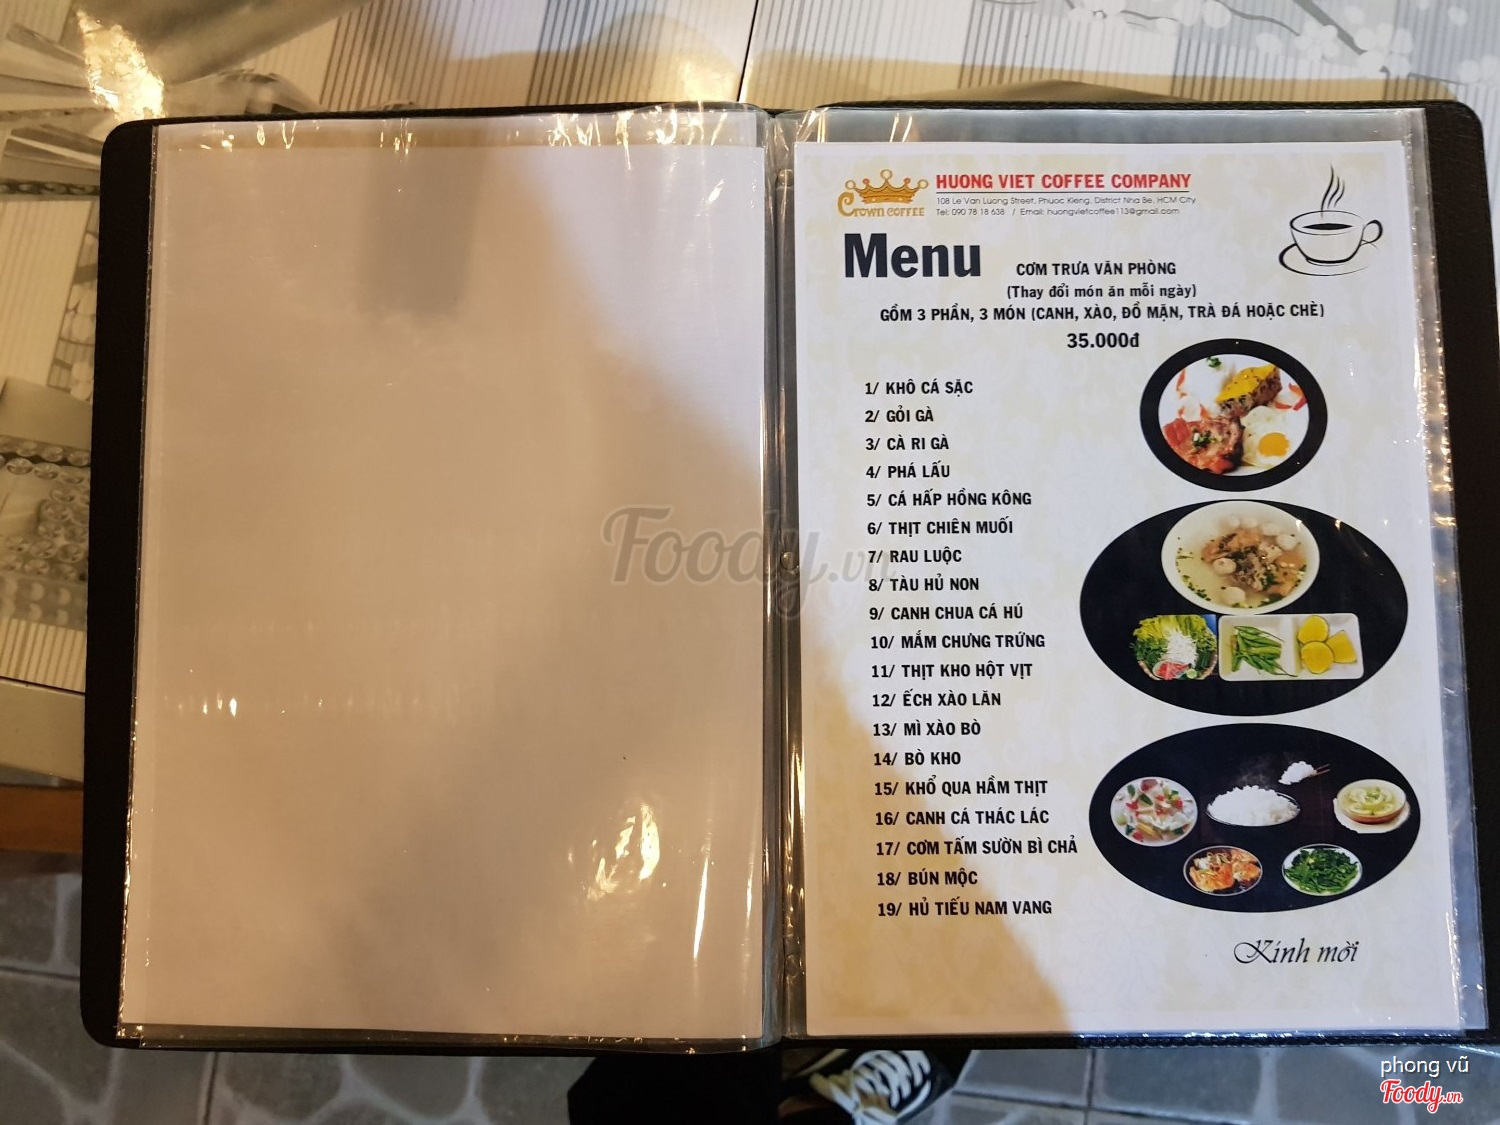 HUONG VIET COFFEE COMPANY
Crown COFFEE
108 Le Van Luong Street, Phuoc Kieng, District Nha Be, HCM City
Tel: 090 78 18 638 / Email: huongvietcoffee113@gmail.com
Menu
CƠM TRƯA VĂN PHÒNG
(Thay đổi món ăn mỗi ngày)
GỒM 3 PHẦN, 3 MÓN (CANH, XÀO, ĐỒ MẶN, TRÀ ĐÁ HOẶC CHÈ)
35.000đ
1/ KHÔ CÁ SẶC
2/ GỎI GÀ
3/ CÀ RI GÀ
4/ PHÁ LẤU
5/ CÁ HẤP HỒNG KÔNG
6/ THỊT CHIÊN MUỐI
7/ RAU LUỘC
8/ TÀU HỦ NON
9/ CANH CHUA CÁ HÚ
10/ MẮM CHƯNG TRỨNG
11/ THỊT KHO HỘT VỊT
12/ ẾCH XÀO LĂN
13/ MÌ XÀO BÒ
14/ BÒ KHO
15/ KHỔ QUA HẦM THỊT
16/ CANH CÁ THÁC LÁC
17/ CƠM TẤM SƯỜN BÌ CHẢ
18/ BÚN MỘC
19/ HỦ TIẾU NAM VANG
Kính mời
Foody.vn
phong vũ
Foody.vn